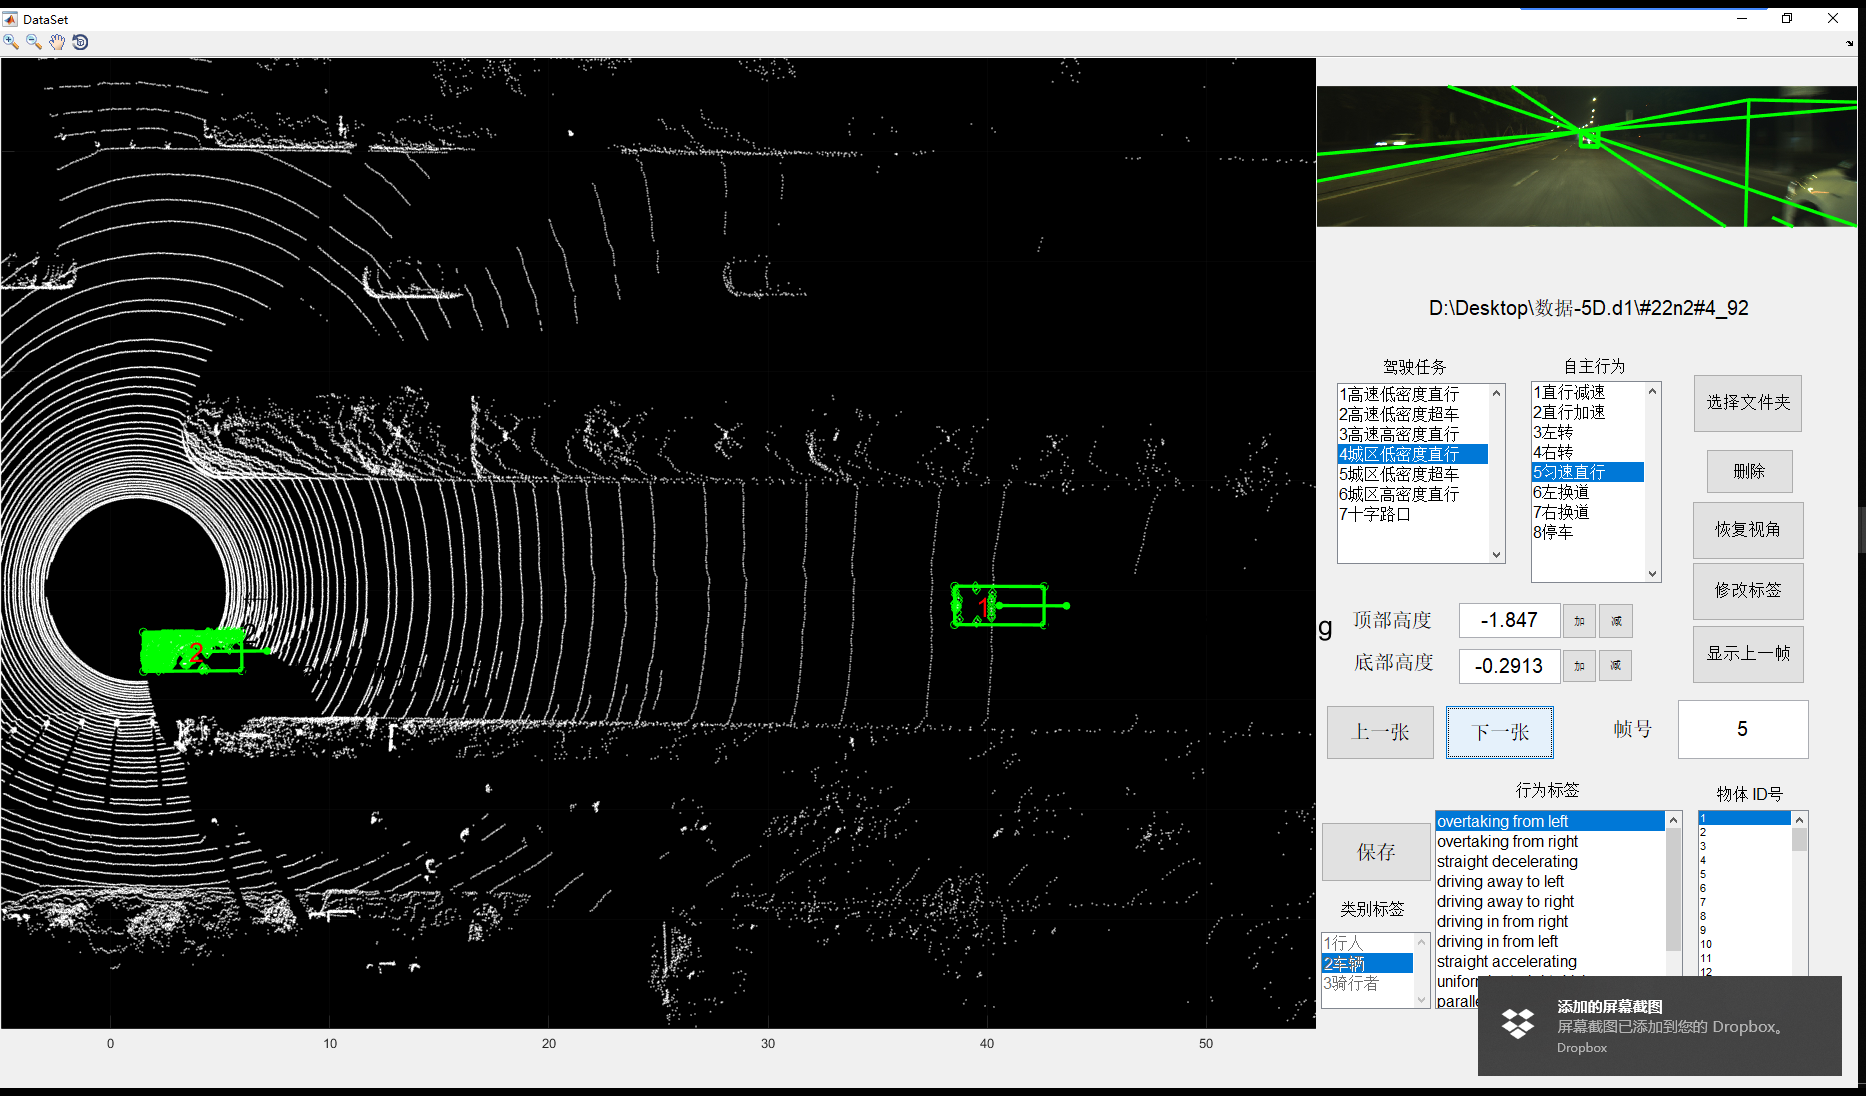 DataSet
D:\Desktop\数据-5D.d1\#22n2#4_92
驾驶任务
自主行为
1高速低密度直行
2高速低密度超车
3高速高密度直行
4城区低密度直行
5城区低密度超车
6城区高密度直行
7十字路口
1直行减速
2直行加速
3左转
4右转
5匀速直行
6左换道
7右换道
8停车
选择文件夹
删除
恢复视角
修改标签
显示上一帧
g
顶部高度
-1.847
加
减
底部高度
-0.2913
加
减
上一张
下一张
帧号
5
行为标签
物体 ID号
保存
overtaking from left
overtaking from right
straight decelerating
driving away to left
driving away to right
driving in from right
driving in from left
straight accelerating
1
2
3
4
5
6
7
8
9
10
11
12
类别标签
1行人
2车辆
3骑行者
添加的屏幕截图
屏幕截图已添加到您的 Dropbox。
Dropbox
1
2
0
10
20
30
40
50